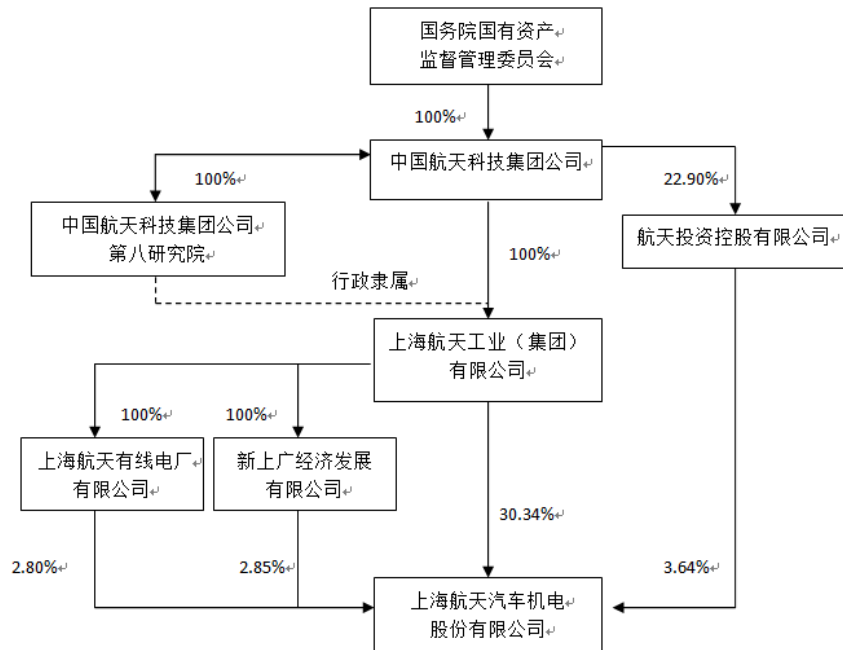 国务院国有资产
监督管理委员会
100%
中国航天科技集团公司
100%
22.90%
中国航天科技集团公司
第八研究院
航天投资控股有限公司
100%
行政隶属
上海航天工业（集团）
有限公司
100%
100%
上海航天有线电厂
有限公司
新上广经济发展
有限公司
30.34%
2.80%
2.85%
3.64%
上海航天汽车机电
股份有限公司